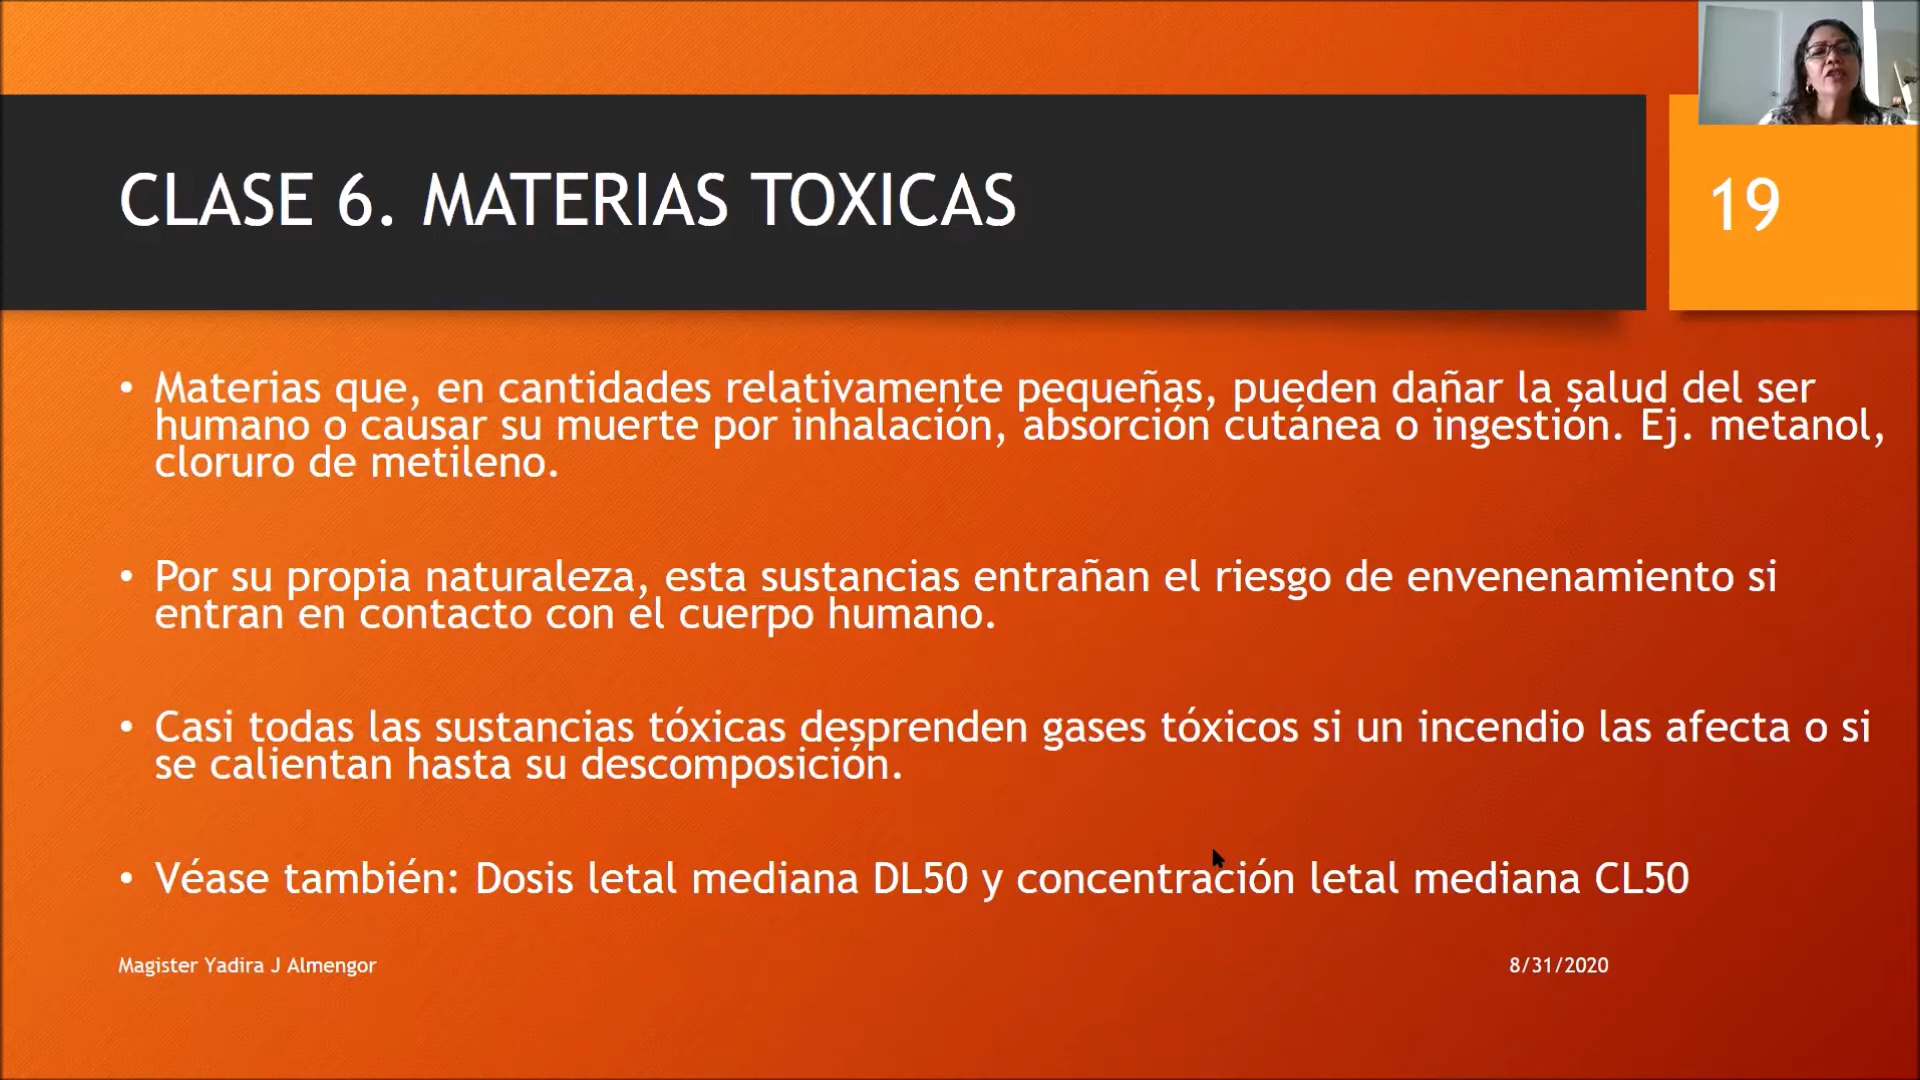 CLASE 6. MATERIAS TOXICAS
19
• Materias que, en cantidades relativamente pequeñas, pueden dañar la salud del ser
humano o causar su muerte por inhalación, absorción cutánea o ingestión. Ej. metanol,
cloruro de metileno.
• Por su propia naturaleza, esta sustancias entrañan el riesgo de envenenamiento si
entran en contacto con el cuerpo humano.
• Casi todas las sustancias tóxicas desprenden gases tóxicos si un incendio las afecta o si
se calientan hasta su descomposición.
• Véase también: Dosis letal mediana DL50 y concentración letal mediana CL50
Magister Yadira J Almengor
8/31/2020